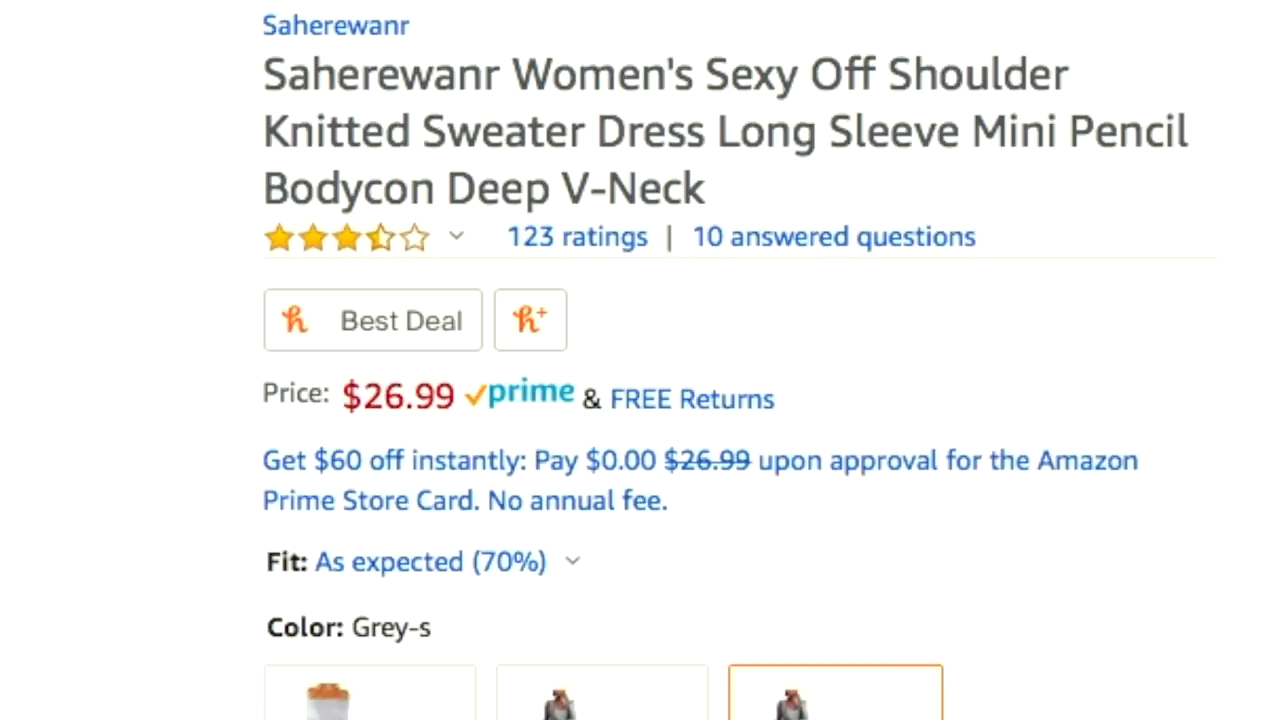 Saherewanr
Saherewanr Women's Sexy Off Shoulder
Knitted Sweater Dress Long Sleeve Mini Pencil
Bodycon Deep V-Neck
123 ratings | 10 answered questions
h Best Deal h+
Price: $26.99 prime & FREE Returns
Get $60 off instantly: Pay $0.00 $26.99 upon approval for the Amazon
Prime Store Card. No annual fee.
Fit: As expected (70%)
Color: Grey-s